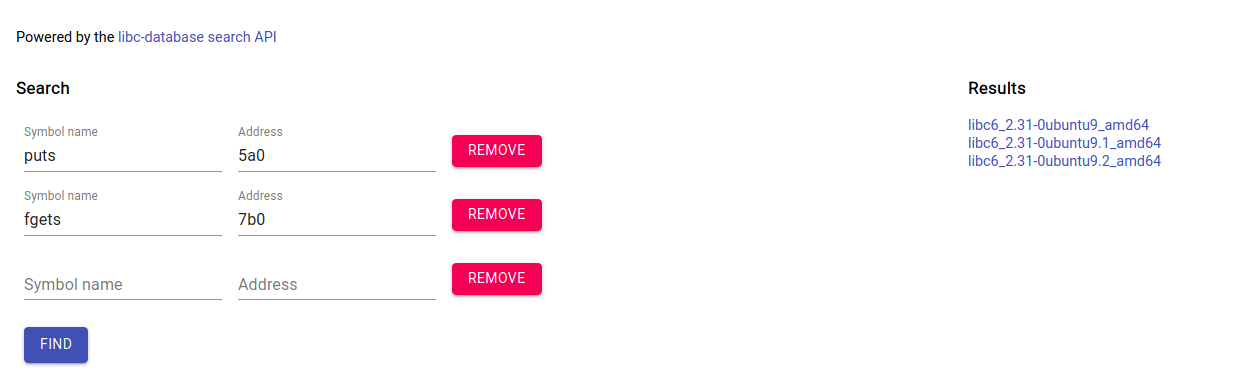 Powered by the libc-database search API
Search
Symbol name Address
puts 5a0 REMOVE
Symbol name Address
fgets 7b0 REMOVE
Symbol name Address REMOVE
FIND
Results
libc6_2.31-0ubuntu9_amd64
libc6_2.31-0ubuntu9.1_amd64
libc6_2.31-0ubuntu9.2_amd64